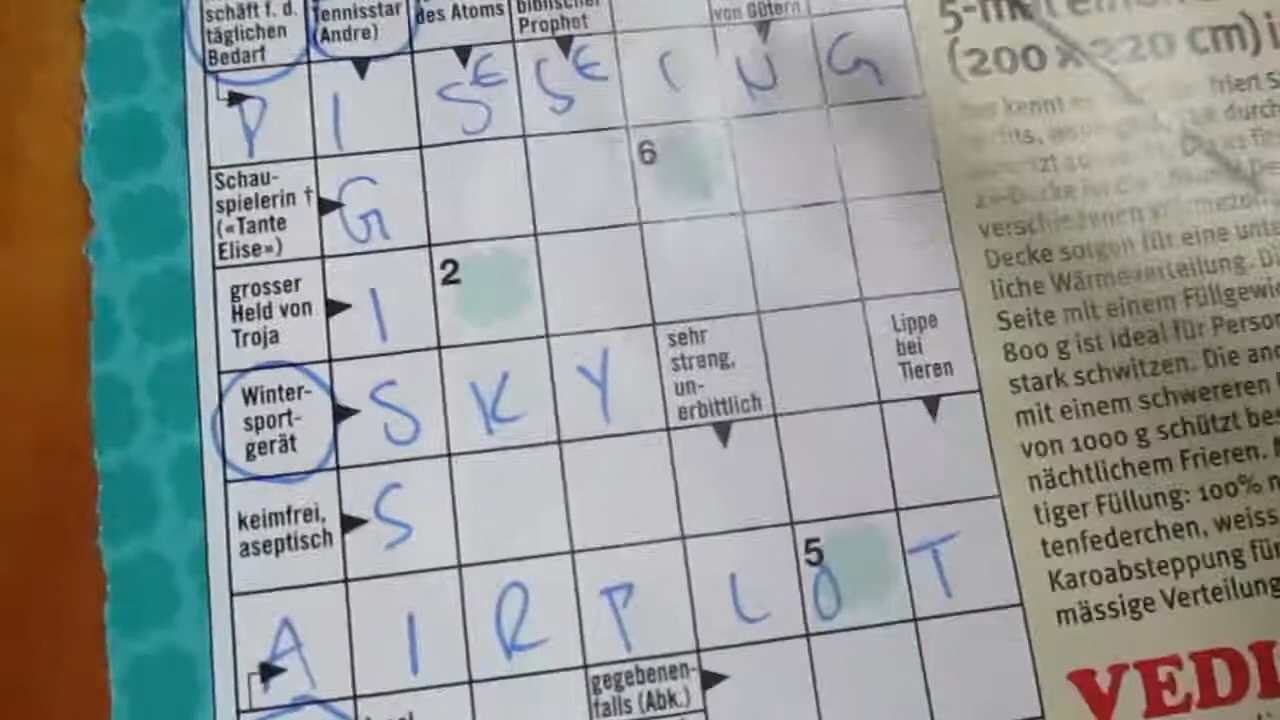 schäft f. d.
täglichen
Bedarf
Tennisstar
(Andre)
des Atoms
biblischer
Prophet
von Gütern
P I S E S E I N G
Schau-
spielerin †
(«Tante
Elise»)
G
6
grosser
Held von
Troja
I
2
Winter-
sport-
gerät
S K Y
sehr
streng,
un-
erbittlich
Lippe
bei
Tieren
keimfrei,
aseptisch
S
5
A I R P L O T
gegebenen-
falls (Abk.)
(200 x 220 cm) i
kennt
verschiedenen
Decke sorgen für eine unte
liche Wärmeverteilung. Di
Seite mit einem Füllgewi
800 g ist ideal für Person
stark schwitzen. Die and
mit einem schwereren
von 1000 g schützt be
nächtlichem Frieren.
tiger Füllung: 100% n
tenfederchen, weiss
Karoabsteppung für
mässige Verteilung
VEDI